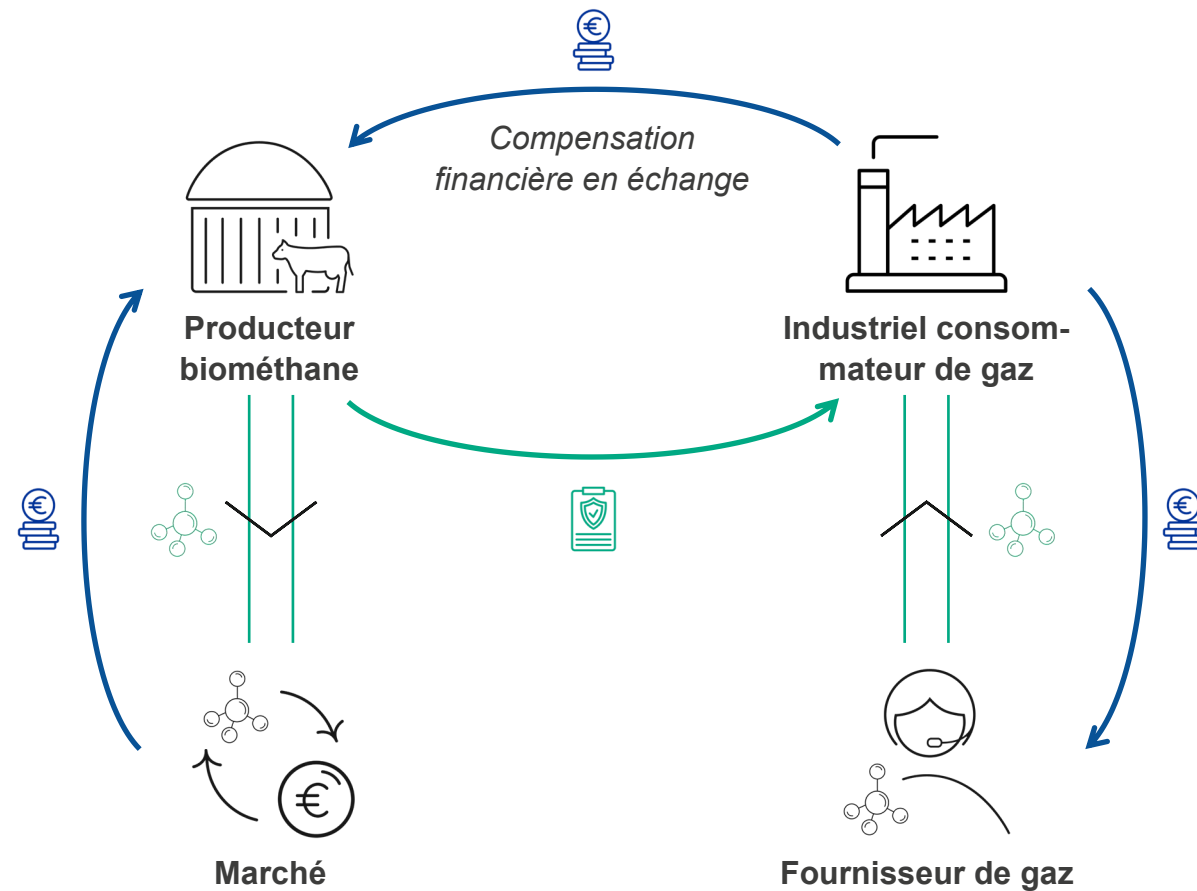 Compensation
financière en échange
Producteur
biométhane
Industriel consom-
mateur de gaz
Marché
Fournisseur de gaz